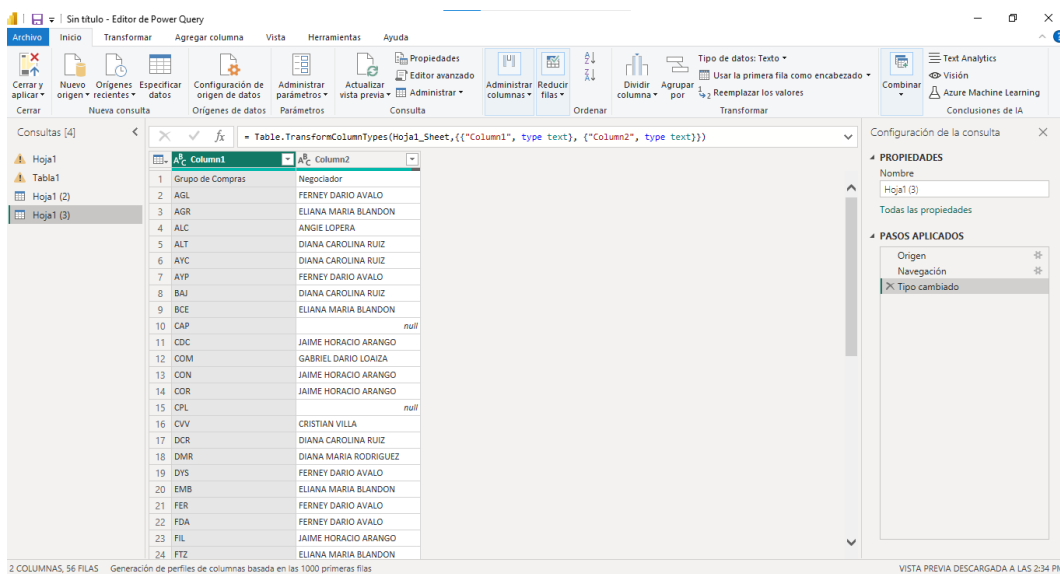 Sin título - Editor de Power Query
Archivo Inicio Transformar Agregar columna Vista Herramientas Ayuda
Cerrar y aplicar
Nuevo origen
Orígenes recientes
Especificar datos
Configuración de origen de datos
Administrar parámetros
Actualizar vista previa
Propiedades
Editor avanzado
Administrar
Administrar columnas
Reducir filas
Dividir columna
Agrupar por
Tipo de datos: Texto
Usar la primera fila como encabezado
Reemplazar los valores
Combinar
Text Analytics
Visión
Azure Machine Learning
Cerrar Nueva consulta Orígenes de datos Parámetros Consulta Ordenar Transformar Conclusiones de IA
Consultas [4]
Hoja1
Tabla1
Hoja1 (2)
Hoja1 (3)
fx = Table.TransformColumnTypes(Hoja1_Sheet,{{"Column1", type text}, {"Column2", type text}})
ABC Column1 ABC Column2
1 Grupo de Compras Negociador
2 AGL FERNEY DARIO AVALO
3 AGR ELIANA MARIA BLANDON
4 ALC ANGIE LOPERA
5 ALT DIANA CAROLINA RUIZ
6 AYC DIANA CAROLINA RUIZ
7 AYP FERNEY DARIO AVALO
8 BAJ DIANA CAROLINA RUIZ
9 BCE ELIANA MARIA BLANDON
10 CAP null
11 CDC JAIME HORACIO ARANGO
12 COM GABRIEL DARIO LOAIZA
13 CON JAIME HORACIO ARANGO
14 COR JAIME HORACIO ARANGO
15 CPL null
16 CVV CRISTIAN VILLA
17 DCR DIANA CAROLINA RUIZ
18 DMR DIANA MARIA RODRIGUEZ
19 DYS FERNEY DARIO AVALO
20 EMB ELIANA MARIA BLANDON
21 FER FERNEY DARIO AVALO
22 FDA FERNEY DARIO AVALO
23 FIL JAIME HORACIO ARANGO
24 FTZ ELIANA MARIA BLANDON
Configuración de la consulta
PROPIEDADES
Nombre
Hoja1 (3)
Todas las propiedades
PASOS APLICADOS
Origen
Navegación
Tipo cambiado
2 COLUMNAS, 56 FILAS Generación de perfiles de columnas basada en las 1000 primeras filas
VISTA PREVIA DESCARGADA A LAS 2:34 PM